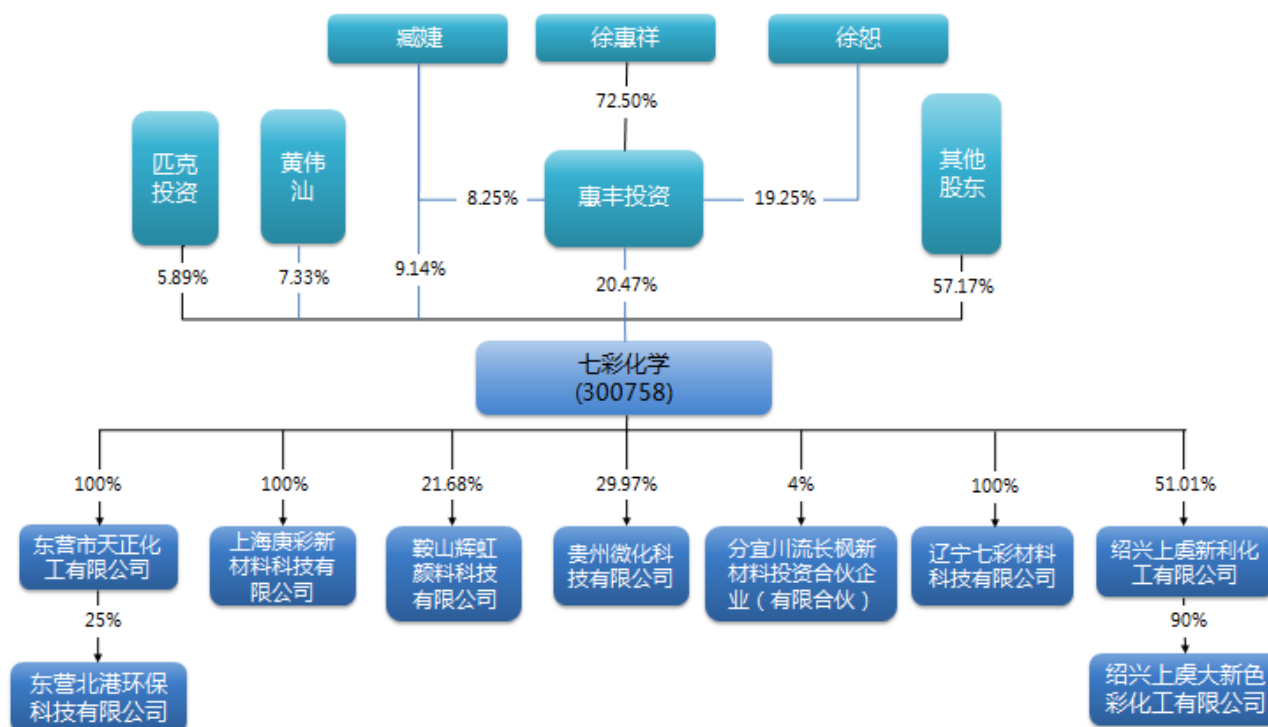 臧婕
徐惠祥
徐恕
72.50%
匹克
投资
黄伟
汕
惠丰投资
其他
股东
8.25%
19.25%
5.89%
7.33%
9.14%
20.47%
57.17%
七彩化学
(300758)
100%
100%
21.68%
29.97%
4%
100%
51.01%
东营市天正化
工有限公司
上海庚彩新
材料科技有
限公司
鞍山辉虹
颜料科技
有限公司
贵州微化科
技有限公司
分宜川流长枫新
材料投资合伙企
业（有限合伙）
辽宁七彩材料
科技有限公司
绍兴上虞新利化
工有限公司
25%
90%
东营北港环保
科技有限公司
绍兴上虞大新色
彩化工有限公司